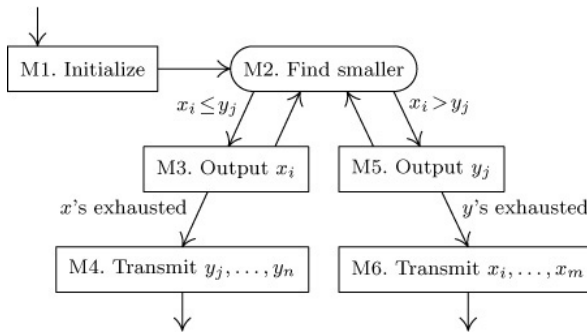 M1. Initialize
M2. Find smaller
x_i ≤ y_j
x_i > y_j
M3. Output x_i
M5. Output y_j
x's exhausted
y's exhausted
M4. Transmit y_j, . . . , y_n
M6. Transmit x_i, . . . , x_m